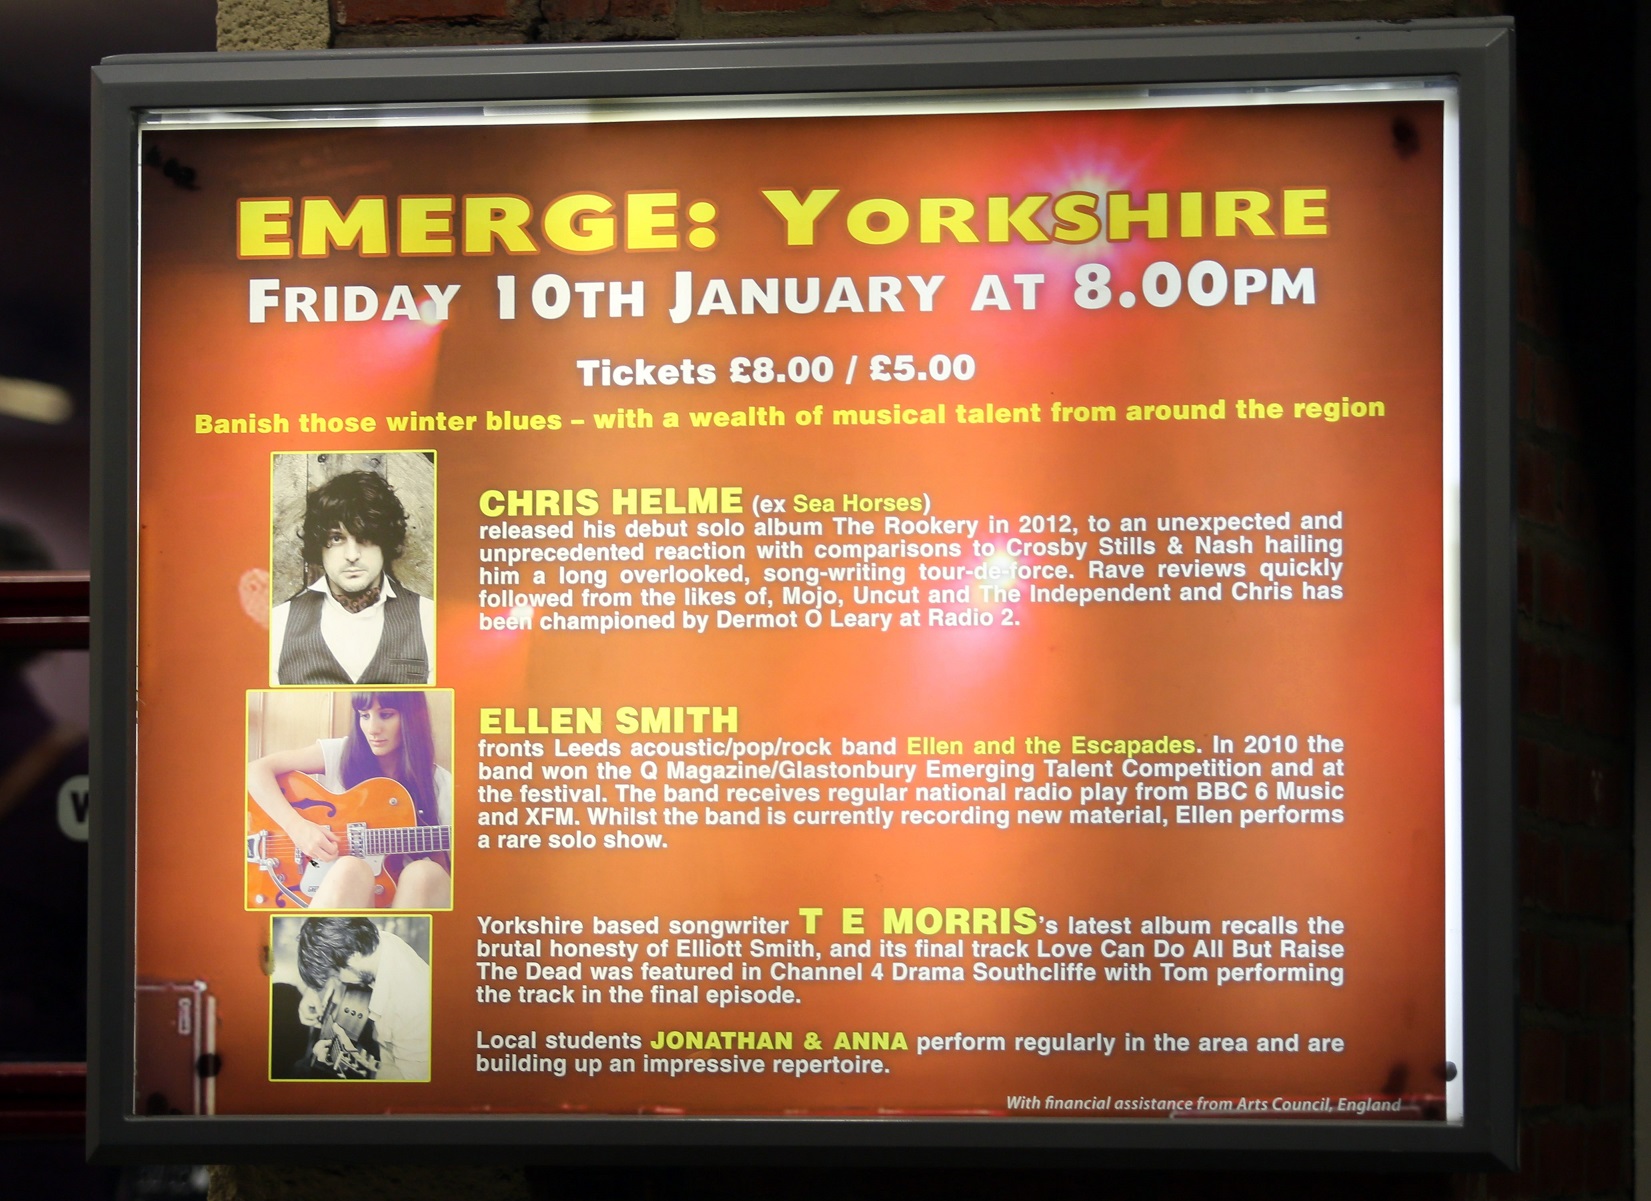 EMERGE: YORKSHIRE
FRIDAY 10TH JANUARY AT 8.00PM
Tickets £8.00 / £5.00
Banish those winter blues – with a wealth of musical talent from around the region
CHRIS HELME (ex Sea Horses)
released his debut solo album The Rookery in 2012, to an unexpected and
unprecedented reaction with comparisons to Crosby Stills & Nash hailing
him a long overlooked, song-writing tour-de-force. Rave reviews quickly
followed from the likes of, Mojo, Uncut and The Independent and Chris has
been championed by Dermot O Leary at Radio 2.
ELLEN SMITH
fronts Leeds acoustic/pop/rock band Ellen and the Escapades. In 2010 the
band won the Q Magazine/Glastonbury Emerging Talent Competition and at
the festival. The band receives regular national radio play from BBC 6 Music
and XFM. Whilst the band is currently recording new material, Ellen performs
a rare solo show.
Yorkshire based songwriter T E MORRIS's latest album recalls the
brutal honesty of Elliott Smith, and its final track Love Can Do All But Raise
The Dead was featured in Channel 4 Drama Southcliffe with Tom performing
the track in the final episode.
Local students JONATHAN & ANNA perform regularly in the area and are
building up an impressive repertoire.
With financial assistance from Arts Council, England